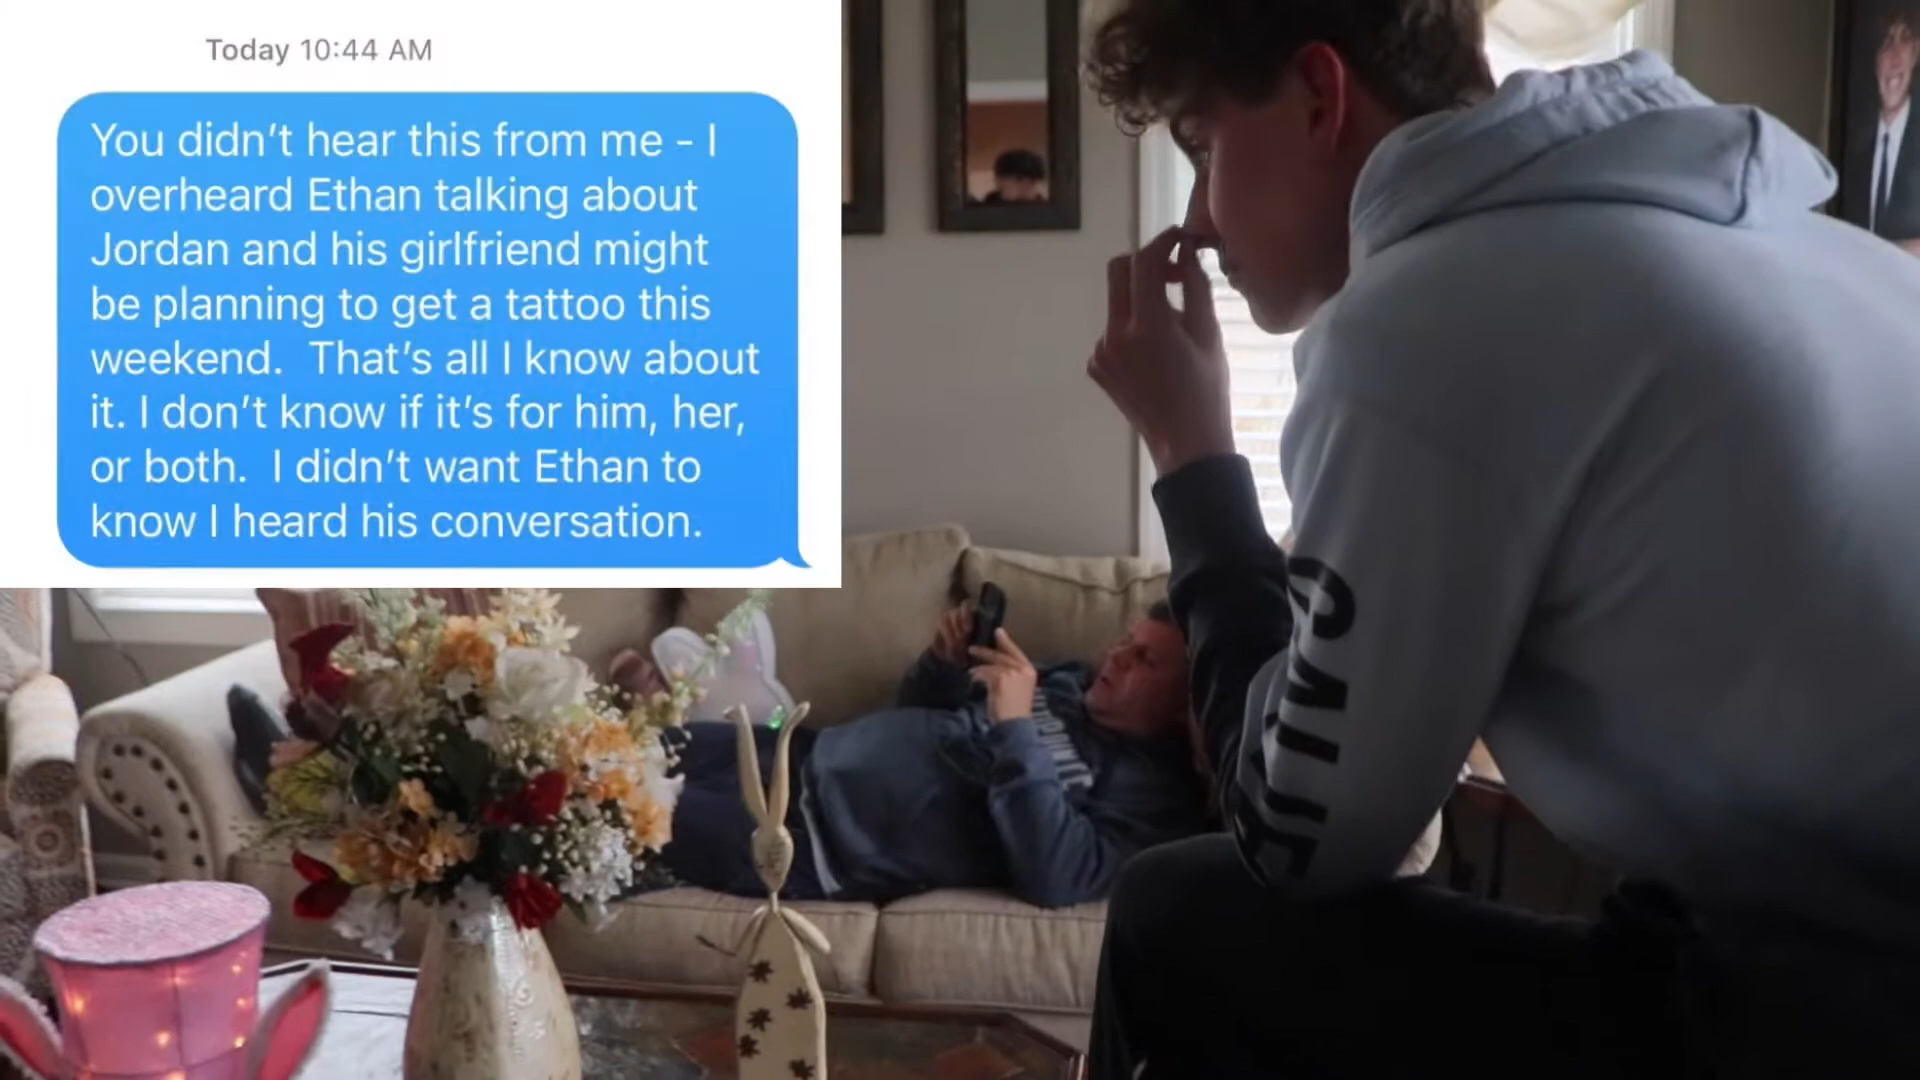 Today 10:44 AM
You didn't hear this from me - I
overheard Ethan talking about
Jordan and his girlfriend might
be planning to get a tattoo this
weekend.  That's all I know about
it. I don't know if it's for him, her,
or both.  I didn't want Ethan to
know I heard his conversation.